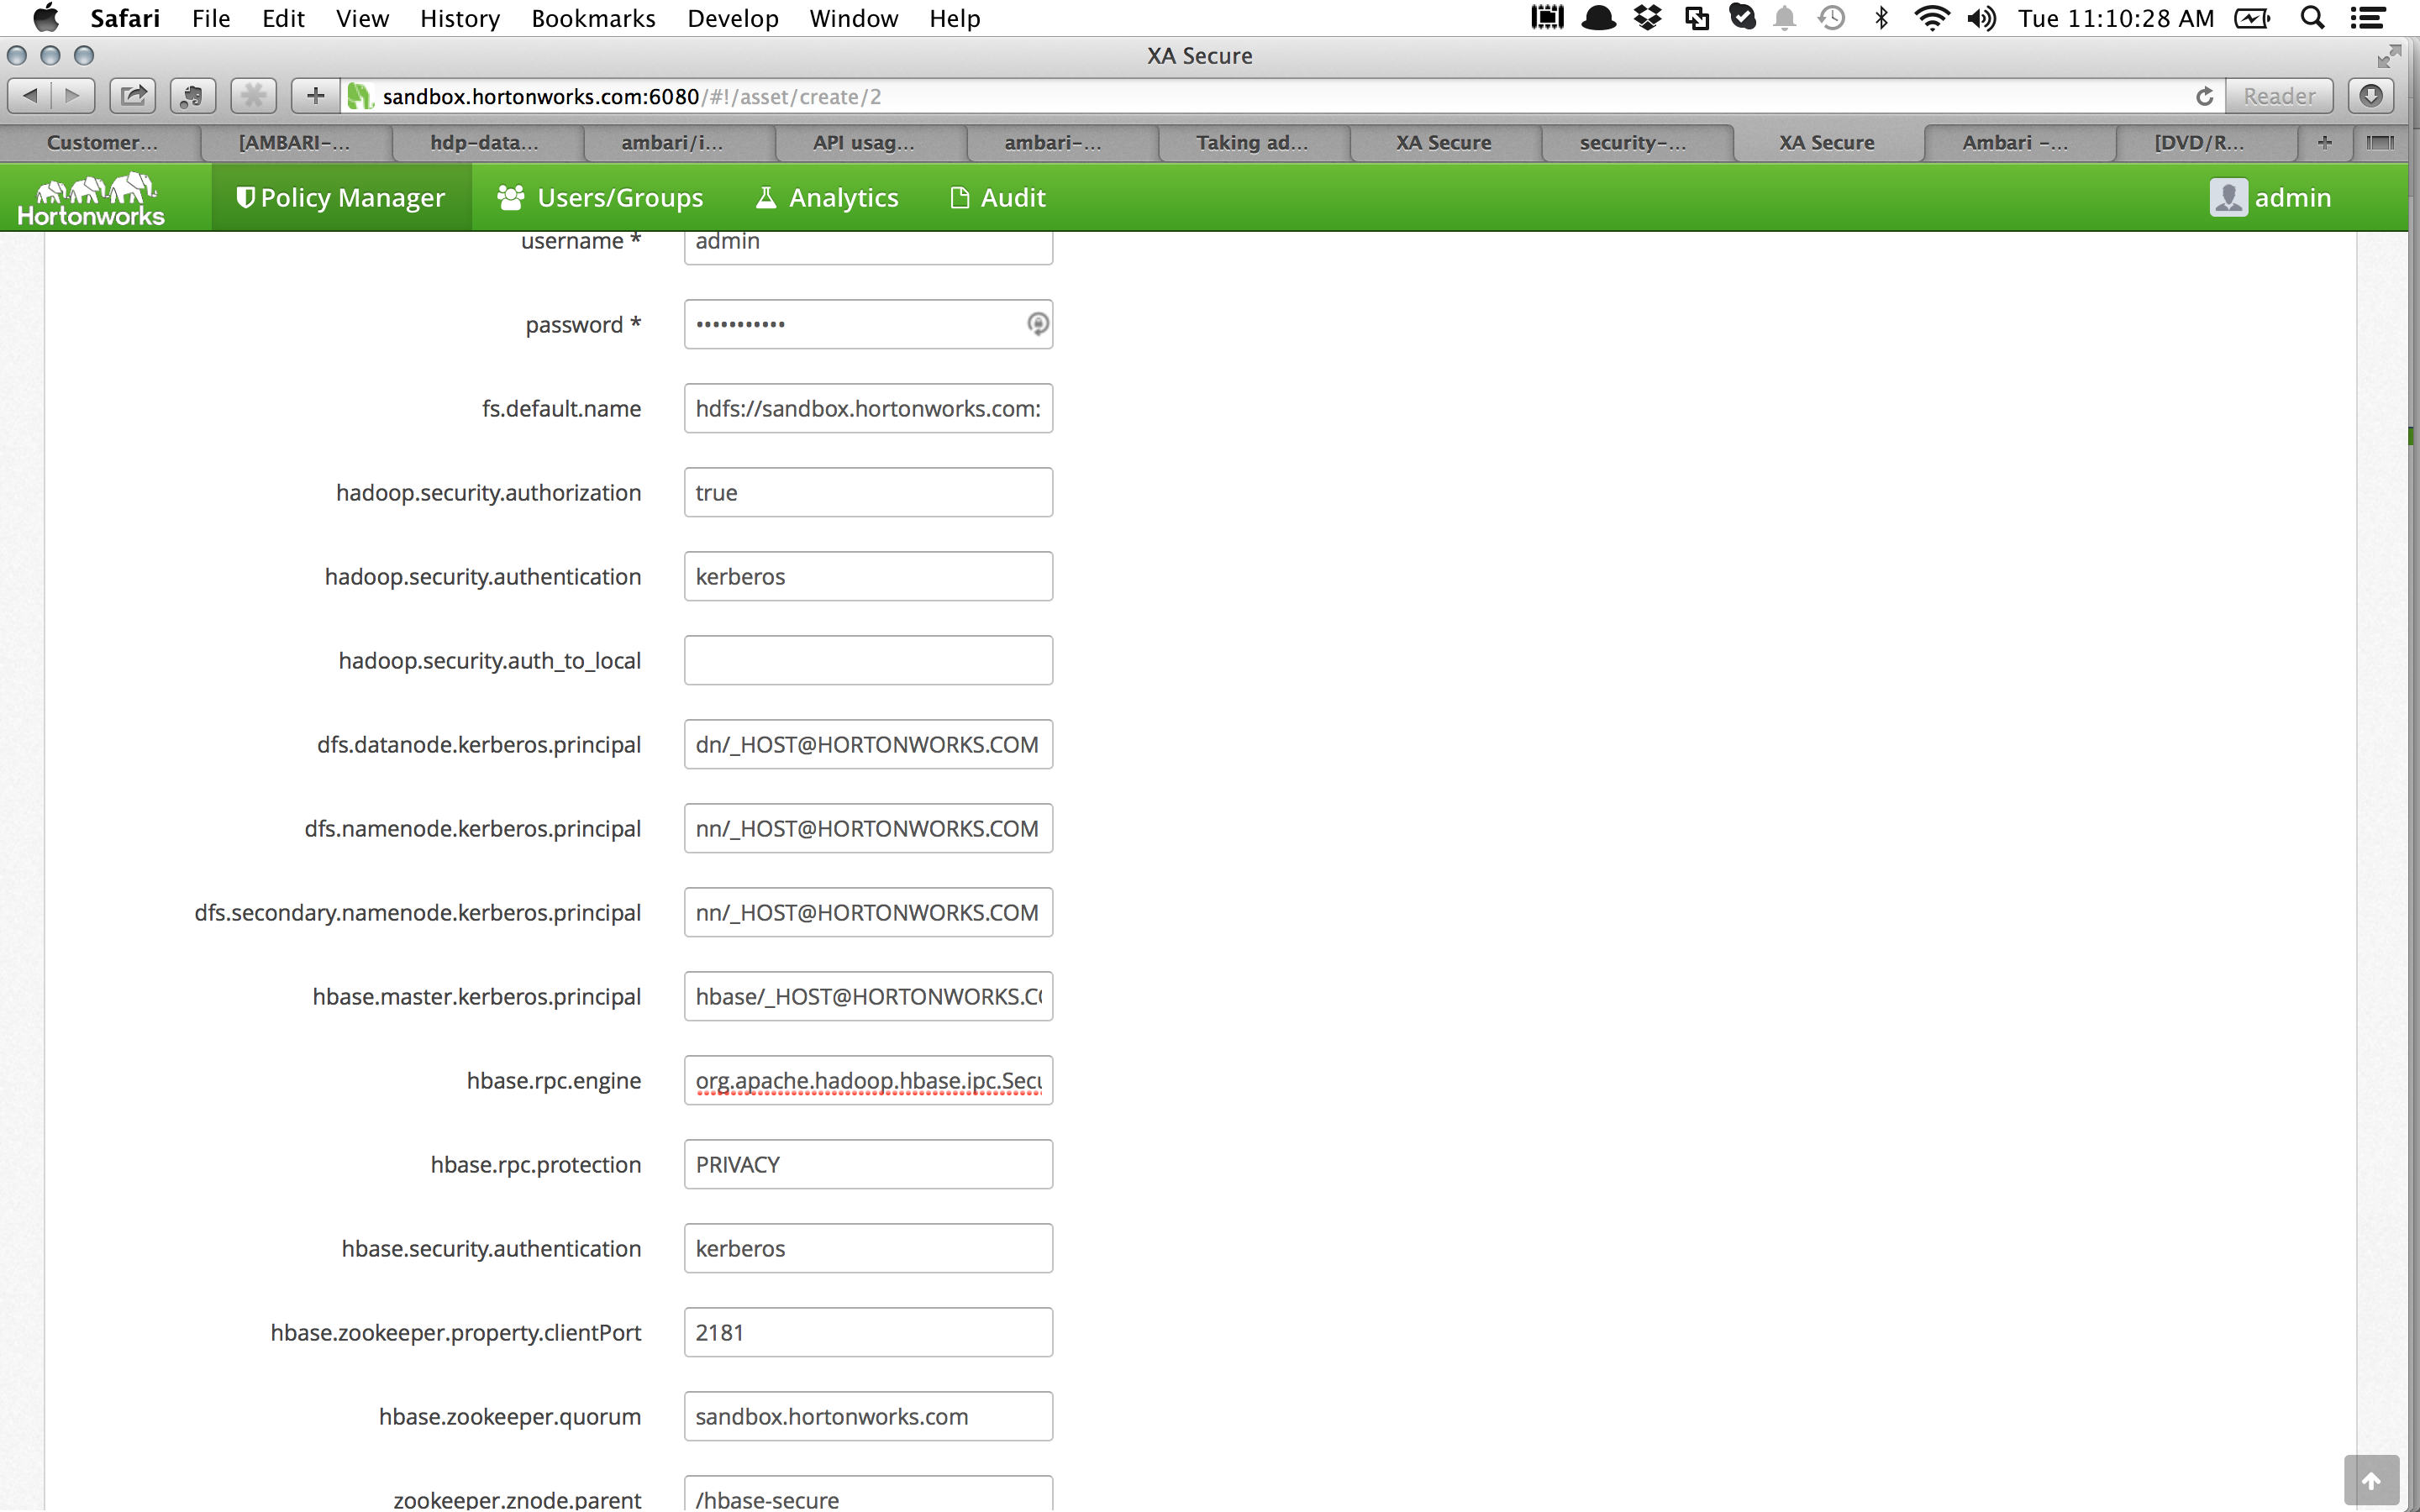 Safari File Edit View History Bookmarks Develop Window Help Tue 11:10:28 AM
XA Secure
sandbox.hortonworks.com:6080/#!/asset/create/2 Reader
Customer... [AMBARI-... hdp-data... ambari/i... API usag... ambari-... Taking ad... XA Secure security-... XA Secure Ambari -... [DVD/R...
Hortonworks Policy Manager Users/Groups Analytics Audit admin
username * admin
password * •••••••••••
fs.default.name hdfs://sandbox.hortonworks.com:
hadoop.security.authorization true
hadoop.security.authentication kerberos
hadoop.security.auth_to_local
dfs.datanode.kerberos.principal dn/_HOST@HORTONWORKS.COM
dfs.namenode.kerberos.principal nn/_HOST@HORTONWORKS.COM
dfs.secondary.namenode.kerberos.principal nn/_HOST@HORTONWORKS.COM
hbase.master.kerberos.principal hbase/_HOST@HORTONWORKS.CO
hbase.rpc.engine org.apache.hadoop.hbase.ipc.Secu
hbase.rpc.protection PRIVACY
hbase.security.authentication kerberos
hbase.zookeeper.property.clientPort 2181
hbase.zookeeper.quorum sandbox.hortonworks.com
zookeeper.znode.parent /hbase-secure